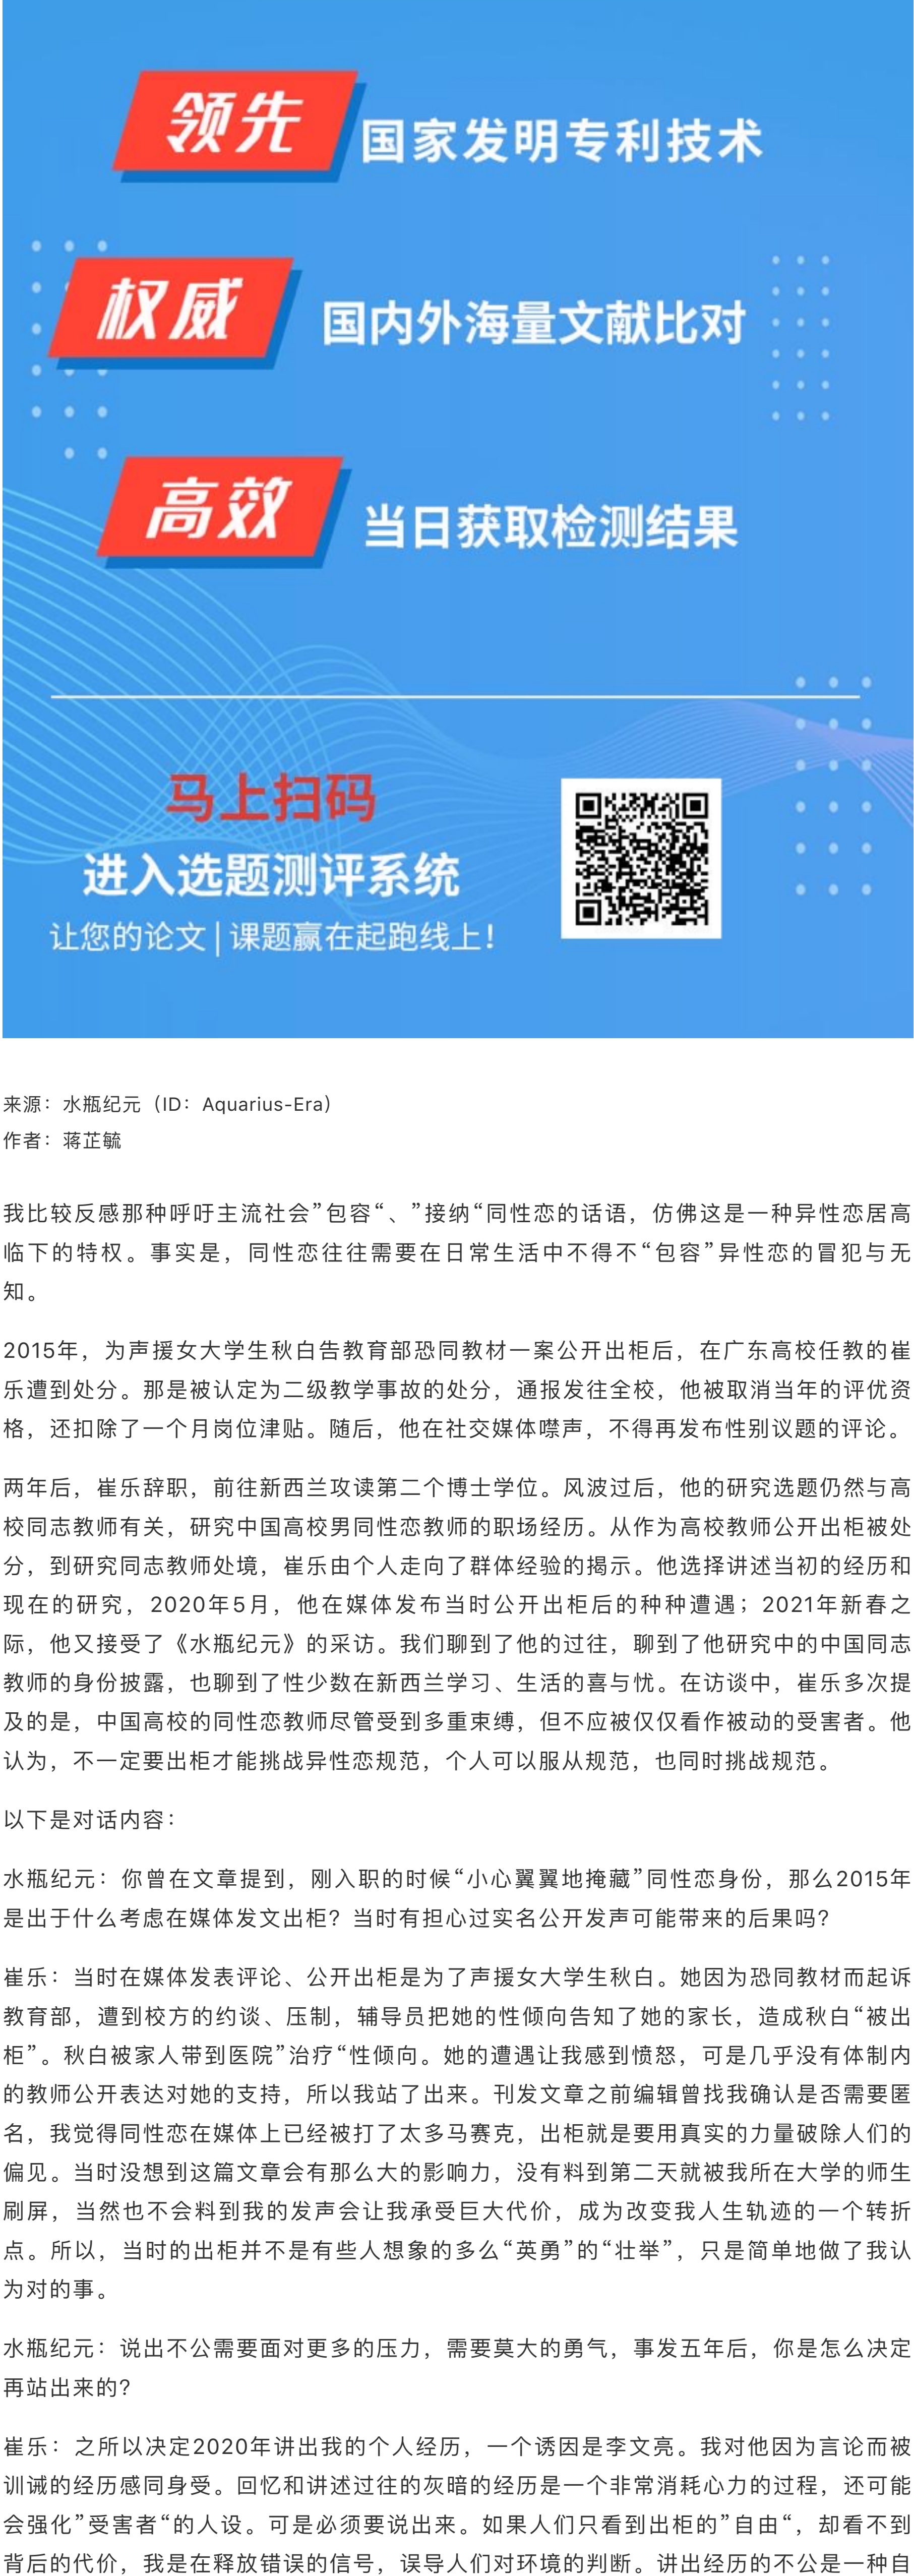 领先 国家发明专利技术
权威 国内外海量文献比对
高效 当日获取检测结果
马上扫码
进入选题测评系统
让您的论文|课题赢在起跑线上!
来源：水瓶纪元（ID：Aquarius-Era）
作者：蒋芷毓
我比较反感那种呼吁主流社会”包容“、”接纳“同性恋的话语，仿佛这是一种异性恋居高
临下的特权。事实是，同性恋往往需要在日常生活中不得不“包容”异性恋的冒犯与无
知。
2015年，为声援女大学生秋白告教育部恐同教材一案公开出柜后，在广东高校任教的崔
乐遭到处分。那是被认定为二级教学事故的处分，通报发往全校，他被取消当年的评优资
格，还扣除了一个月岗位津贴。随后，他在社交媒体噤声，不得再发布性别议题的评论。
两年后，崔乐辞职，前往新西兰攻读第二个博士学位。风波过后，他的研究选题仍然与高
校同志教师有关，研究中国高校男同性恋教师的职场经历。从作为高校教师公开出柜被处
分，到研究同志教师处境，崔乐由个人走向了群体经验的揭示。他选择讲述当初的经历和
现在的研究，2020年5月，他在媒体发布当时公开出柜后的种种遭遇；2021年新春之
际，他又接受了《水瓶纪元》的采访。我们聊到了他的过往，聊到了他研究中的中国同志
教师的身份披露，也聊到了性少数在新西兰学习、生活的喜与忧。在访谈中，崔乐多次提
及的是，中国高校的同性恋教师尽管受到多重束缚，但不应被仅仅看作被动的受害者。他
认为，不一定要出柜才能挑战异性恋规范，个人可以服从规范，也同时挑战规范。
以下是对话内容：
水瓶纪元：你曾在文章提到，刚入职的时候“小心翼翼地掩藏”同性恋身份，那么2015年
是出于什么考虑在媒体发文出柜？当时有担心过实名公开发声可能带来的后果吗？
崔乐：当时在媒体发表评论、公开出柜是为了声援女大学生秋白。她因为恐同教材而起诉
教育部，遭到校方的约谈、压制，辅导员把她的性倾向告知了她的家长，造成秋白“被出
柜”。秋白被家人带到医院”治疗“性倾向。她的遭遇让我感到愤怒，可是几乎没有体制内
的教师公开表达对她的支持，所以我站了出来。刊发文章之前编辑曾找我确认是否需要匿
名，我觉得同性恋在媒体上已经被打了太多马赛克，出柜就是要用真实的力量破除人们的
偏见。当时没想到这篇文章会有那么大的影响力，没有料到第二天就被我所在大学的师生
刷屏，当然也不会料到我的发声会让我承受巨大代价，成为改变我人生轨迹的一个转折
点。所以，当时的出柜并不是有些人想象的多么“英勇”的“壮举”，只是简单地做了我认
为对的事。
水瓶纪元：说出不公需要面对更多的压力，需要莫大的勇气，事发五年后，你是怎么决定
再站出来的？
崔乐：之所以决定2020年讲出我的个人经历，一个诱因是李文亮。我对他因为言论而被
训诫的经历感同身受。回忆和讲述过往的灰暗的经历是一个非常消耗心力的过程，还可能
会强化”受害者“的人设。可是必须要说出来。如果人们只看到出柜的”自由“，却看不到
背后的代价，我是在释放错误的信号，误导人们对环境的判断。讲出经历的不公是一种自